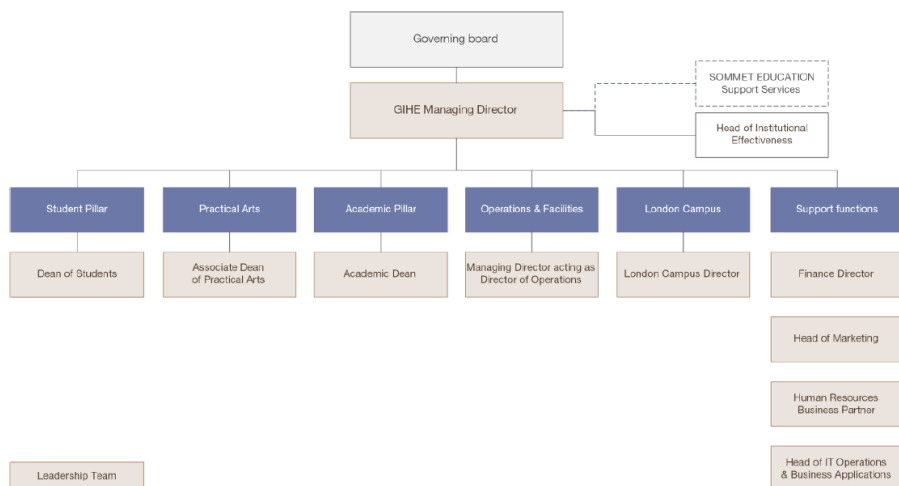 Governing board
SOMMET EDUCATION
Support Services
GIHE Managing Director
Head of Institutional
Effectiveness
Student Pillar
Practical Arts
Academic Pillar
Operations & Facilities
London Campus
Support functions
Dean of Students
Associate Dean
of Practical Arts
Academic Dean
Managing Director acting as
Director of Operations
London Campus Director
Finance Director
Head of Marketing
Human Resources
Business Partner
Leadership Team
Head of IT Operations
& Business Applications